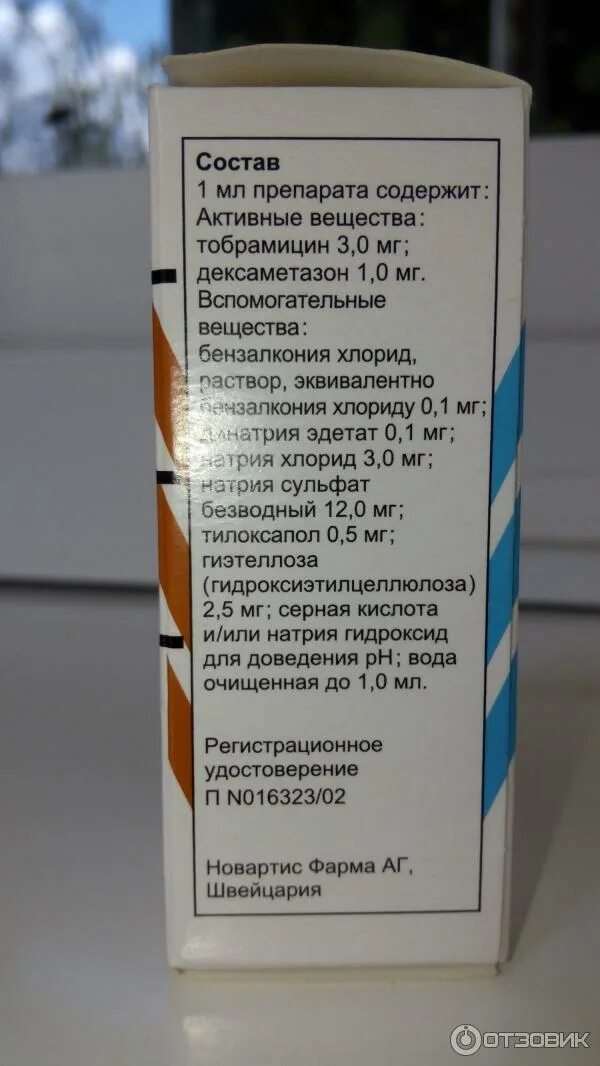 Состав
1 мл препарата содержит:
Активные вещества:
тобрамицин 3,0 мг;
дексаметазон 1,0 мг.
Вспомогательные
вещества:
бензалкония хлорид,
раствор, эквивалентно
бензалкония хлориду 0,1 мг;
динатрия эдетат 0,1 мг;
натрия хлорид 3,0 мг;
натрия сульфат
безводный 12,0 мг;
тилоксапол 0,5 мг;
гиэтеллоза
(гидроксиэтилцеллюлоза)
2,5 мг; серная кислота
и/или натрия гидроксид
для доведения pH; вода
очищенная до 1,0 мл.
Регистрационное
удостоверение
П N016323/02
Новартис Фарма АГ,
Швейцария
ОТЗОВИК